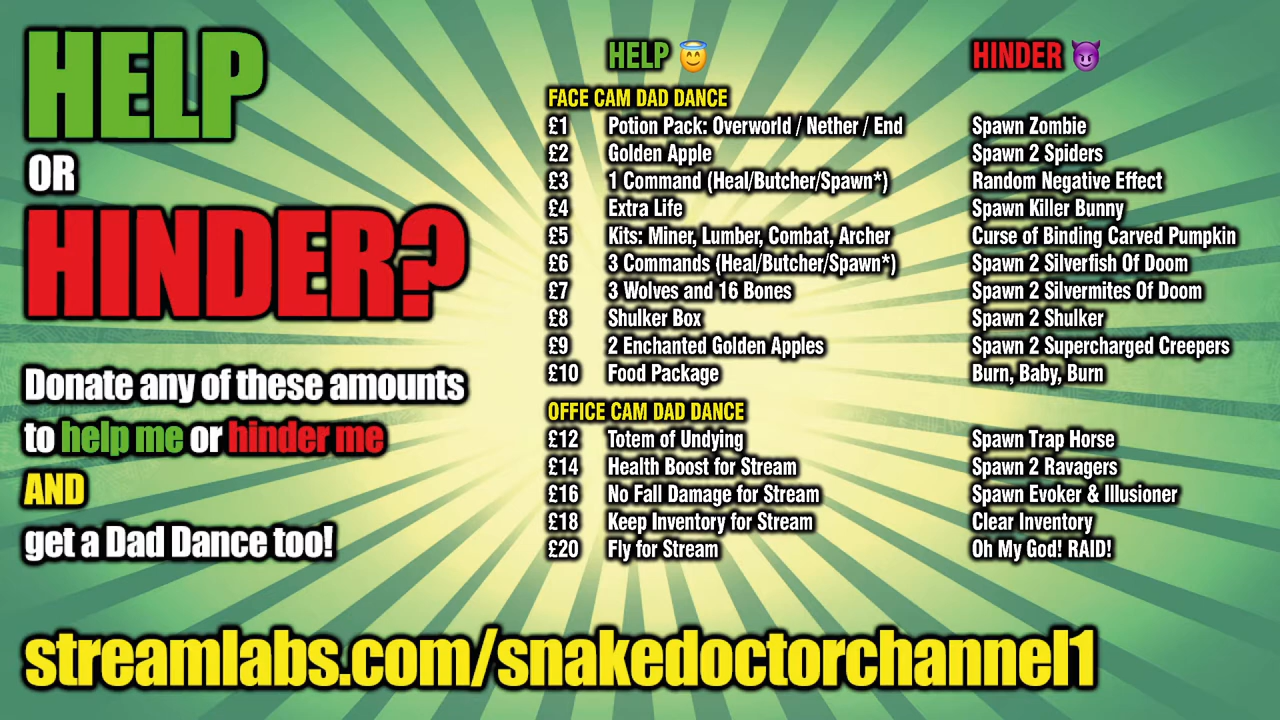 HELP
OR
HINDER?
Donate any of these amounts
to help me or hinder me
AND
get a Dad Dance too!
HELP 😇 HINDER 😈
FACE CAM DAD DANCE
£1 Potion Pack: Overworld / Nether / End Spawn Zombie
£2 Golden Apple Spawn 2 Spiders
£3 1 Command (Heal/Butcher/Spawn*) Random Negative Effect
£4 Extra Life Spawn Killer Bunny
£5 Kits: Miner, Lumber, Combat, Archer Curse of Binding Carved Pumpkin
£6 3 Commands (Heal/Butcher/Spawn*) Spawn 2 Silverfish Of Doom
£7 3 Wolves and 16 Bones Spawn 2 Silvermites Of Doom
£8 Shulker Box Spawn 2 Shulker
£9 2 Enchanted Golden Apples Spawn 2 Supercharged Creepers
£10 Food Package Burn, Baby, Burn
OFFICE CAM DAD DANCE
£12 Totem of Undying Spawn Trap Horse
£14 Health Boost for Stream Spawn 2 Ravagers
£16 No Fall Damage for Stream Spawn Evoker & Illusioner
£18 Keep Inventory for Stream Clear Inventory
£20 Fly for Stream Oh My God! RAID!
streamlabs.com/snakedoctorchannel1